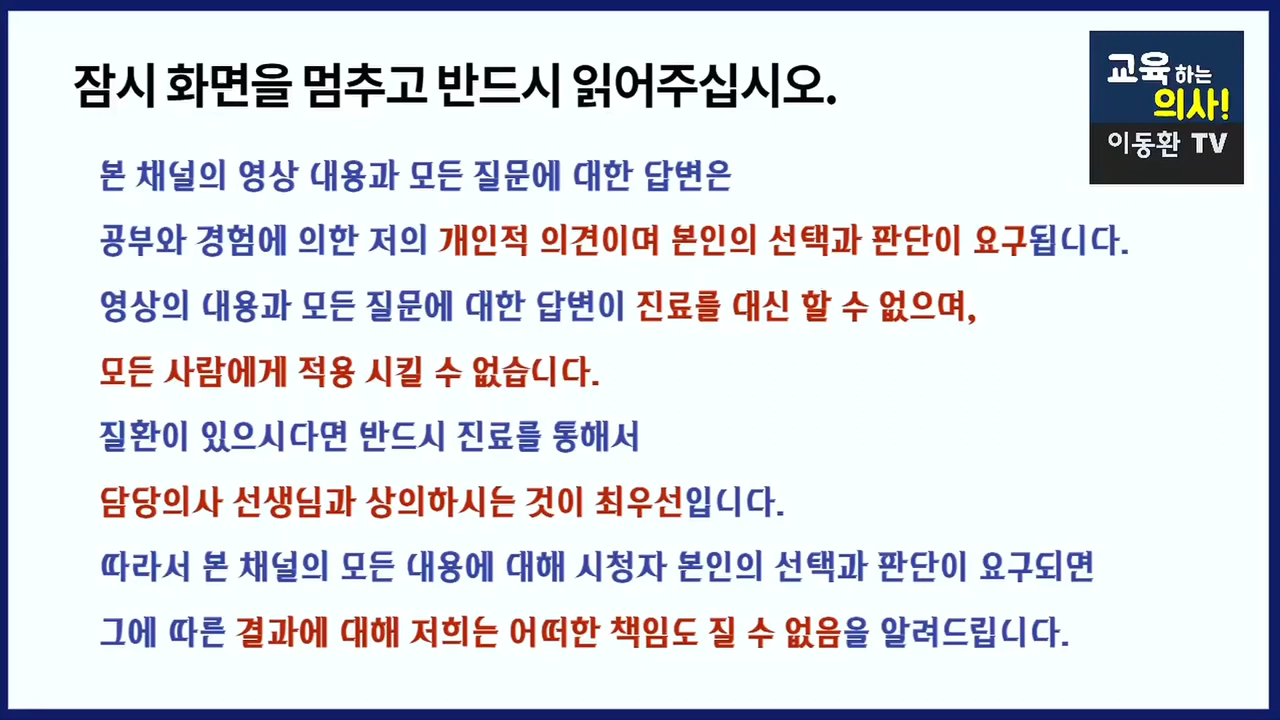 잠시 화면을 멈추고 반드시 읽어주십시오.
교육하는
의사!
이동환 TV
본 채널의 영상 내용과 모든 질문에 대한 답변은
공부와 경험에 의한 저의 개인적 의견이며 본인의 선택과 판단이 요구됩니다.
영상의 내용과 모든 질문에 대한 답변이 진료를 대신 할 수 없으며,
모든 사람에게 적용 시킬 수 없습니다.
질환이 있으시다면 반드시 진료를 통해서
담당의사 선생님과 상의하시는 것이 최우선입니다.
따라서 본 채널의 모든 내용에 대해 시청자 본인의 선택과 판단이 요구되면
그에 따른 결과에 대해 저희는 어떠한 책임도 질 수 없음을 알려드립니다.